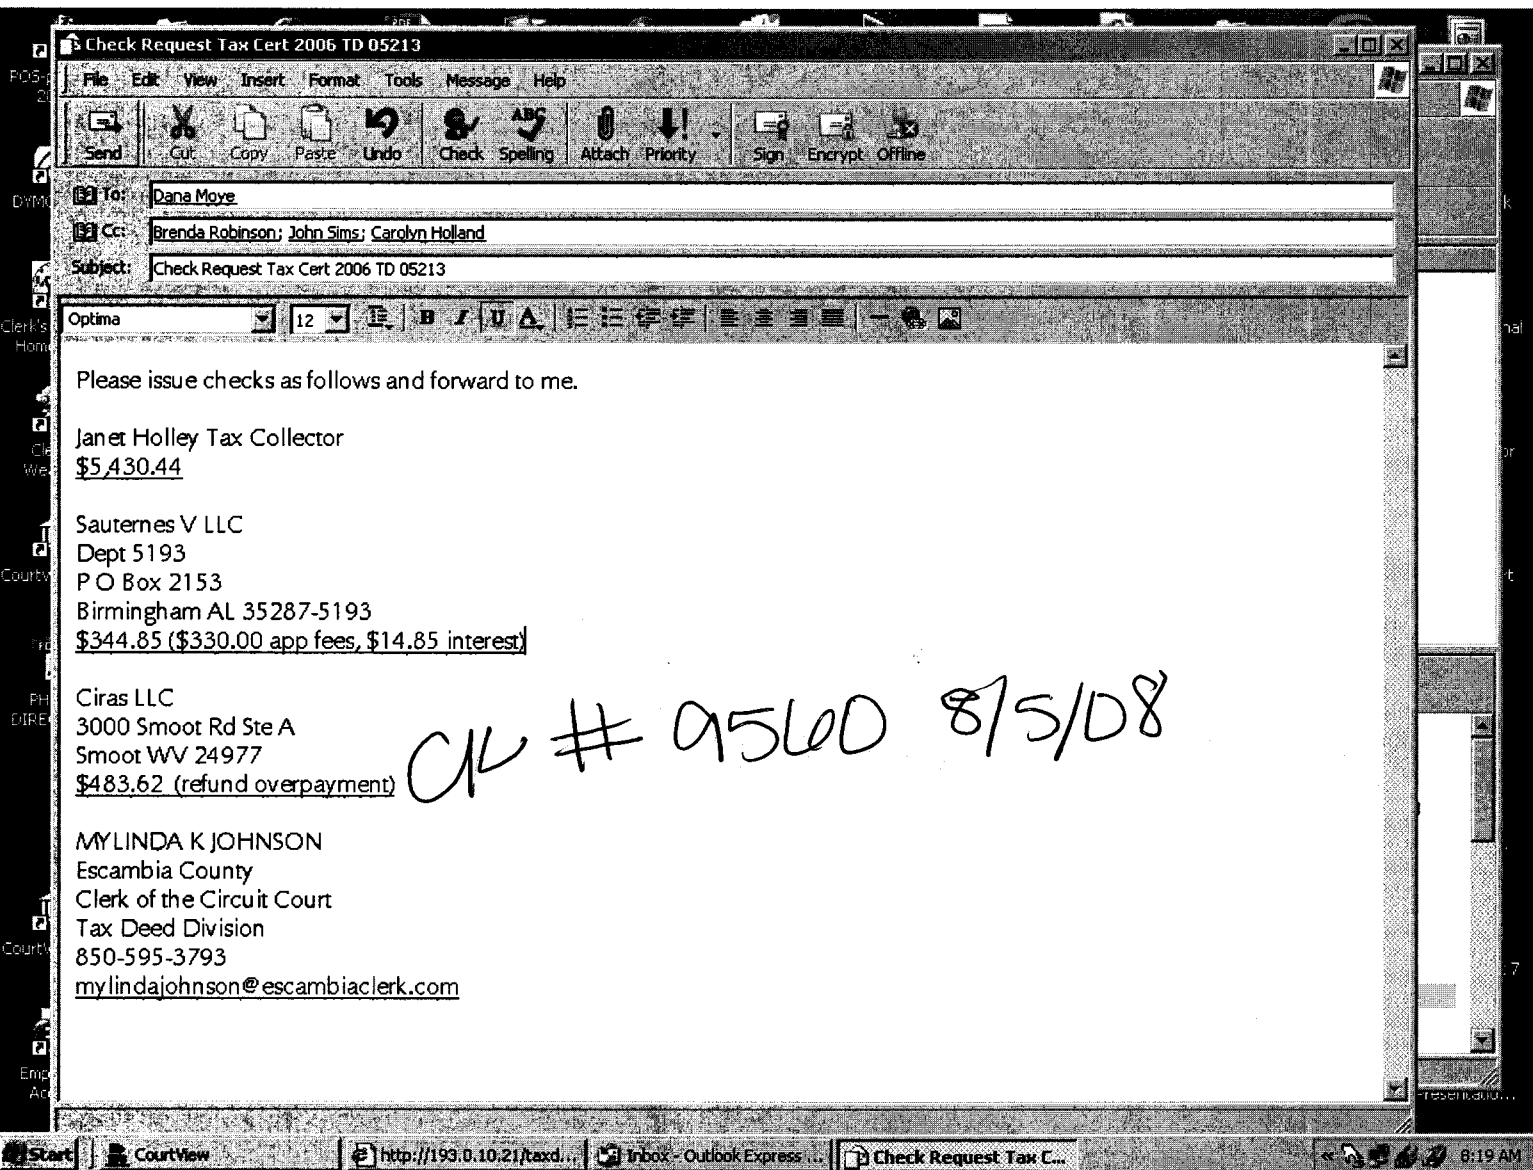 Check Request Tax Cert 2006 TD 05213
File Edit View Insert Format Tools Message Help
Send Cut Copy Paste Undo Check Spelling Attach Priority Sign Encrypt Offline
To: Dana Moye
Cc: Brenda Robinson; John Sims; Carolyn Holland
Subject: Check Request Tax Cert 2006 TD 05213
Optima 12
Please issue checks as follows and forward to me.
Janet Holley Tax Collector
$5,430.44
Sauternes V LLC
Dept 5193
P O Box 2153
Birmingham AL 35287-5193
$344.85 ($330.00 app fees, $14.85 interest)
Ciras LLC
3000 Smoot Rd Ste A
Smoot WV 24977
$483.62 (refund overpayment)
CK # 9560 8/5/08
MYLINDA K JOHNSON
Escambia County
Clerk of the Circuit Court
Tax Deed Division
850-595-3793
mylindajohnson@escambiaclerk.com
Start CourtView http://193.0.10.21/taxd... Inbox - Outlook Express ... Check Request Tax C... 8:19 AM